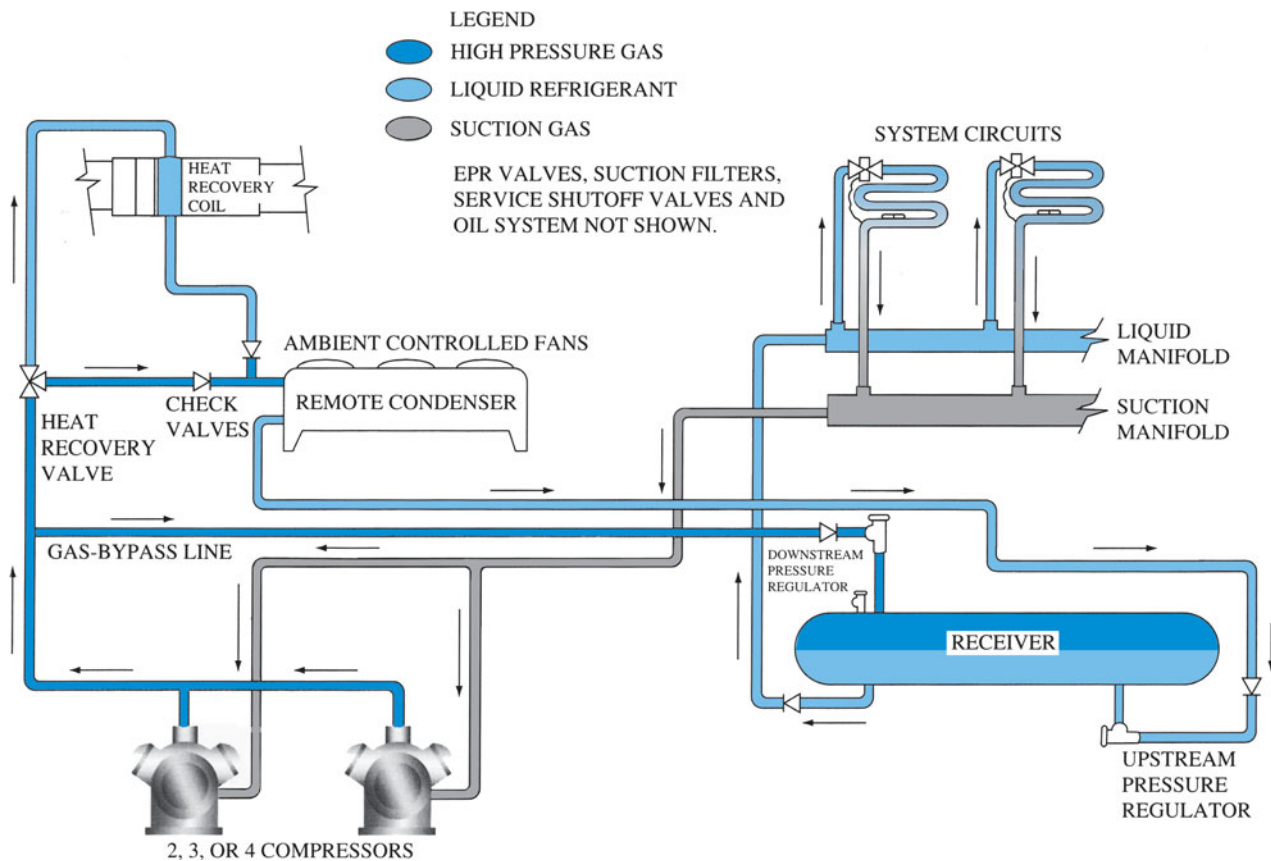 LEGEND
HIGH PRESSURE GAS
LIQUID REFRIGERANT
SUCTION GAS
EPR VALVES, SUCTION FILTERS,
SERVICE SHUTOFF VALVES AND
OIL SYSTEM NOT SHOWN.
SYSTEM CIRCUITS
HEAT
RECOVERY
COIL
AMBIENT CONTROLLED FANS
REMOTE CONDENSER
CHECK
VALVES
HEAT
RECOVERY
VALVE
LIQUID
MANIFOLD
SUCTION
MANIFOLD
GAS-BYPASS LINE
DOWNSTREAM
PRESSURE
REGULATOR
RECEIVER
UPSTREAM
PRESSURE
REGULATOR
2, 3, OR 4 COMPRESSORS